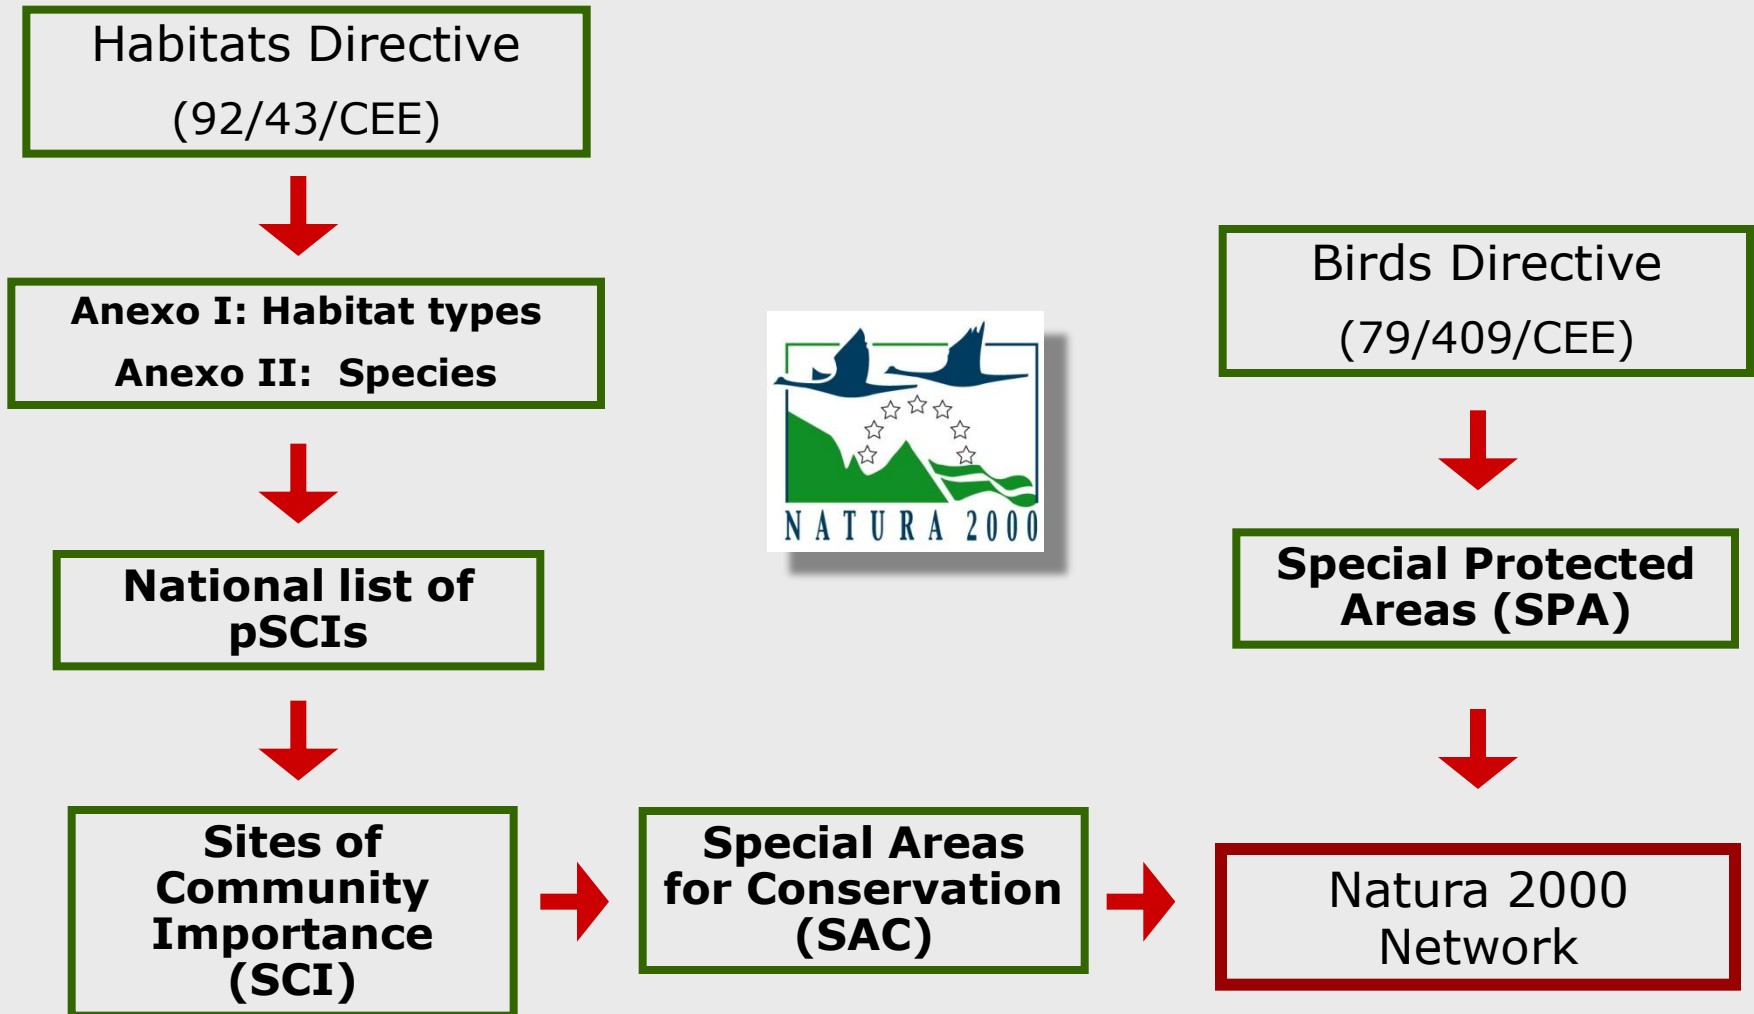 Habitats Directive
(92/43/CEE)
Anexo I: Habitat types
Anexo II:  Species
National list of
pSCIs
Sites of
Community
Importance
(SCI)
Special Areas
for Conservation
(SAC)
NATURA 2000
Birds Directive
(79/409/CEE)
Special Protected
Areas (SPA)
Natura 2000
Network